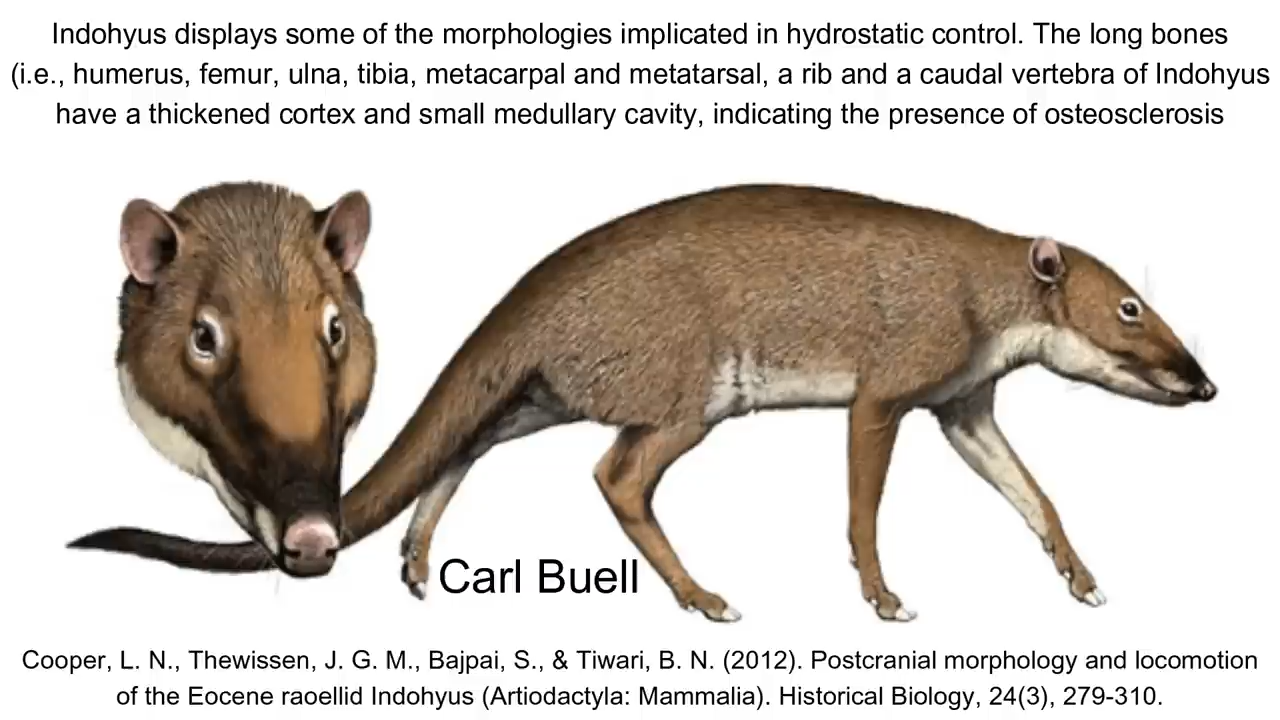 Indohyus displays some of the morphologies implicated in hydrostatic control. The long bones
(i.e., humerus, femur, ulna, tibia, metacarpal and metatarsal, a rib and a caudal vertebra of Indohyus
have a thickened cortex and small medullary cavity, indicating the presence of osteosclerosis
Carl Buell
Cooper, L. N., Thewissen, J. G. M., Bajpai, S., & Tiwari, B. N. (2012). Postcranial morphology and locomotion
of the Eocene raoellid Indohyus (Artiodactyla: Mammalia). Historical Biology, 24(3), 279-310.